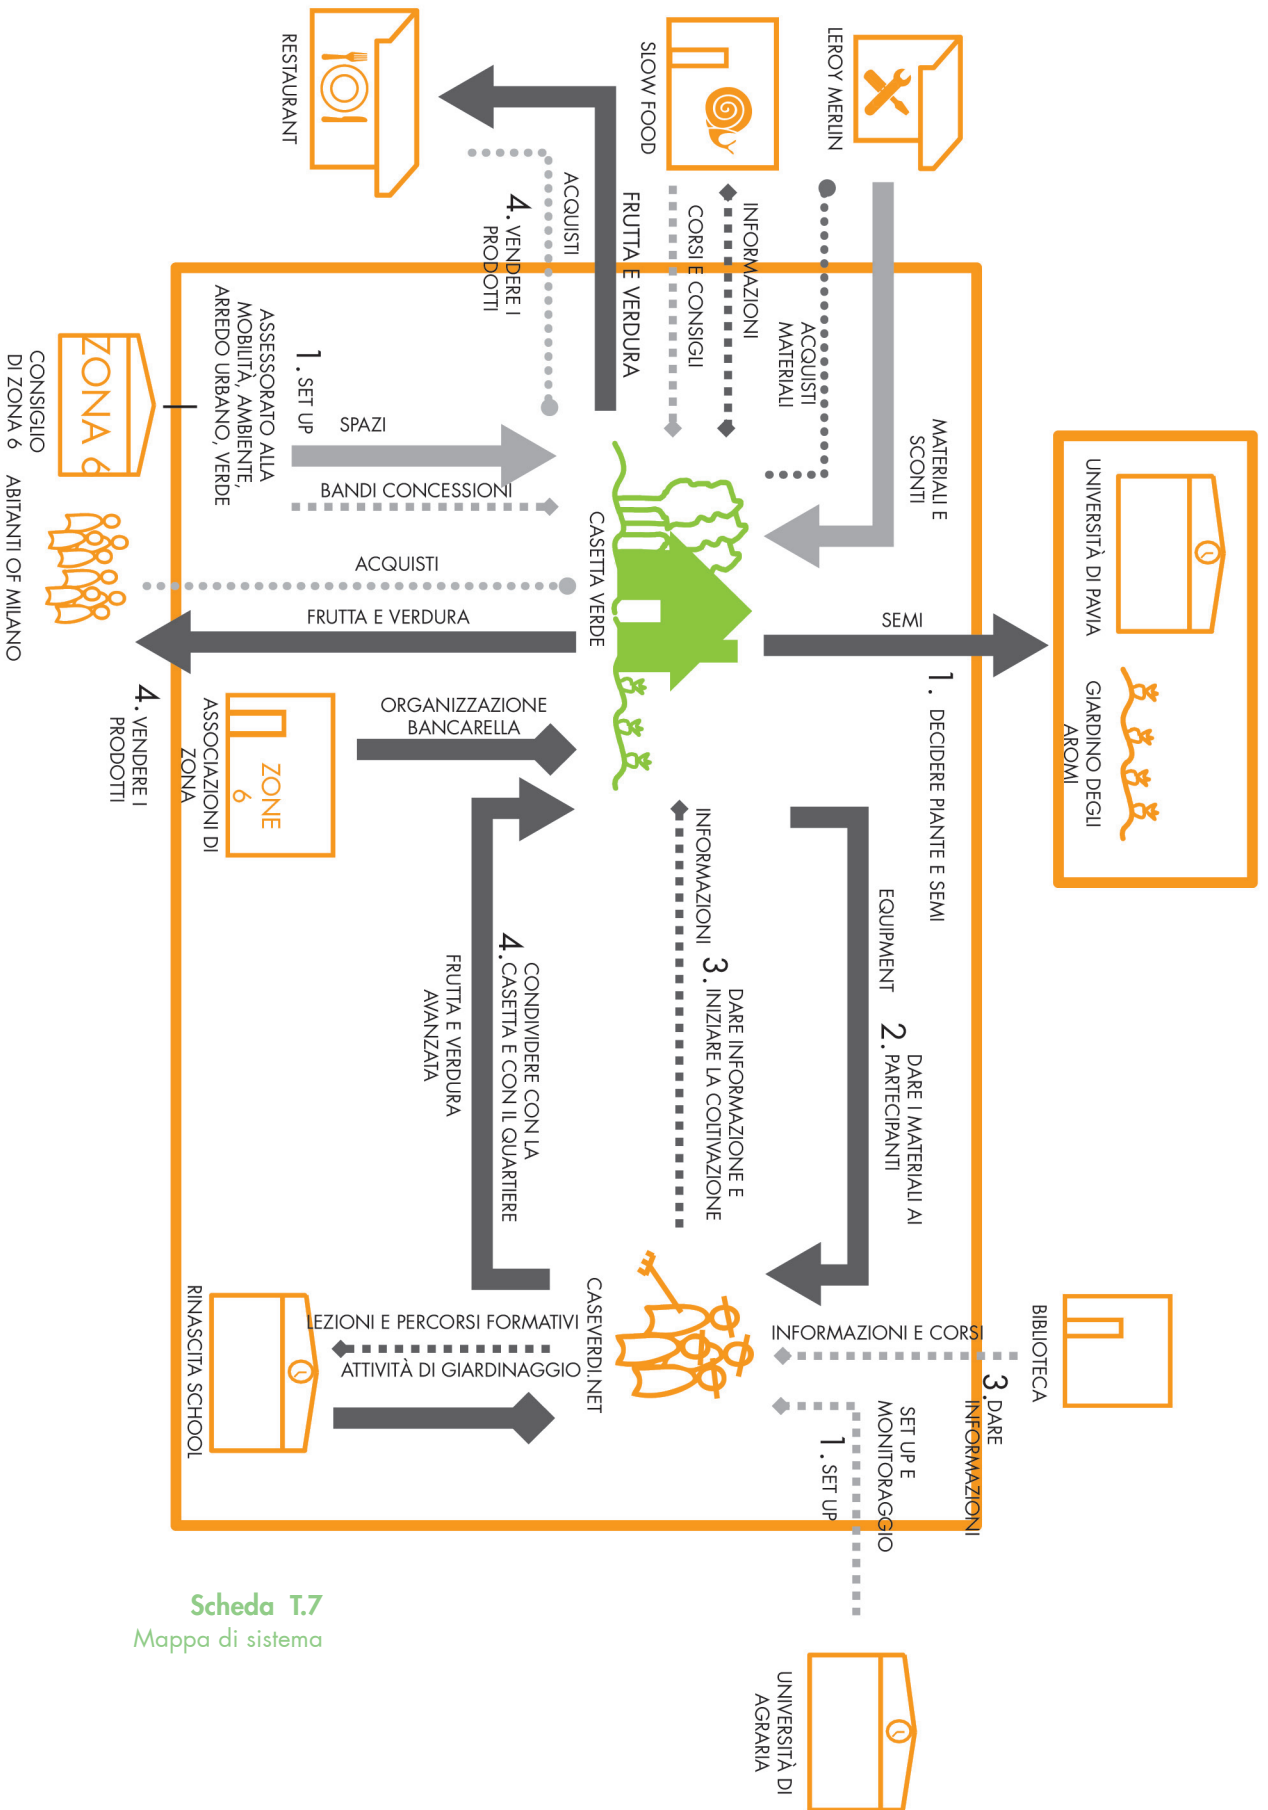 UNIVERSITÀ DI PAVIA
GIARDINO DEGLI
AROMI
BIBLIOTECA
LEROY MERLIN
MATERIALI E
SCONTI
SEMI
1. DECIDERE PIANTE E SEMI
EQUIPMENT
2. DARE I MATERIALI AI
PARTECIPANTI
INFORMAZIONI E CORSI
3. DARE
INFORMAZIONI
SET UP E
MONITORAGGIO
1. SET UP
UNIVERSITÀ DI
AGRARIA
ACQUISTI
MATERIALI
SLOW FOOD
INFORMAZIONI
CORSI E CONSIGLI
INFORMAZIONI
3. DARE INFORMAZIONE E
INIZIARE LA COLTIVAZIONE
FRUTTA E VERDURA
CASETTA VERDE
CASEVERDI.NET
RESTAURANT
ACQUISTI
4. VENDERE I
PRODOTTI
CONDIVIDERE CON LA
4. CASETTA E CON IL QUARTIERE
FRUTTA E VERDURA
AVANZATA
1. SET UP
SPAZI
BANDI CONCESSIONI
ACQUISTI
FRUTTA E VERDURA
ORGANIZZAZIONE
BANCARELLA
LEZIONI E PERCORSI FORMATIVI
ATTIVITÀ DI GIARDINAGGIO
ASSESSORATO ALLA
MOBILITÀ, AMBIENTE,
ARREDO URBANO, VERDE
ZONE
6
ASSOCIAZIONI DI
ZONA
RINASCITA SCHOOL
4. VENDERE I
PRODOTTI
ZONA 6
CONSIGLIO
DI ZONA 6
ABITANTI OF MILANO
Scheda T.7
Mappa di sistema